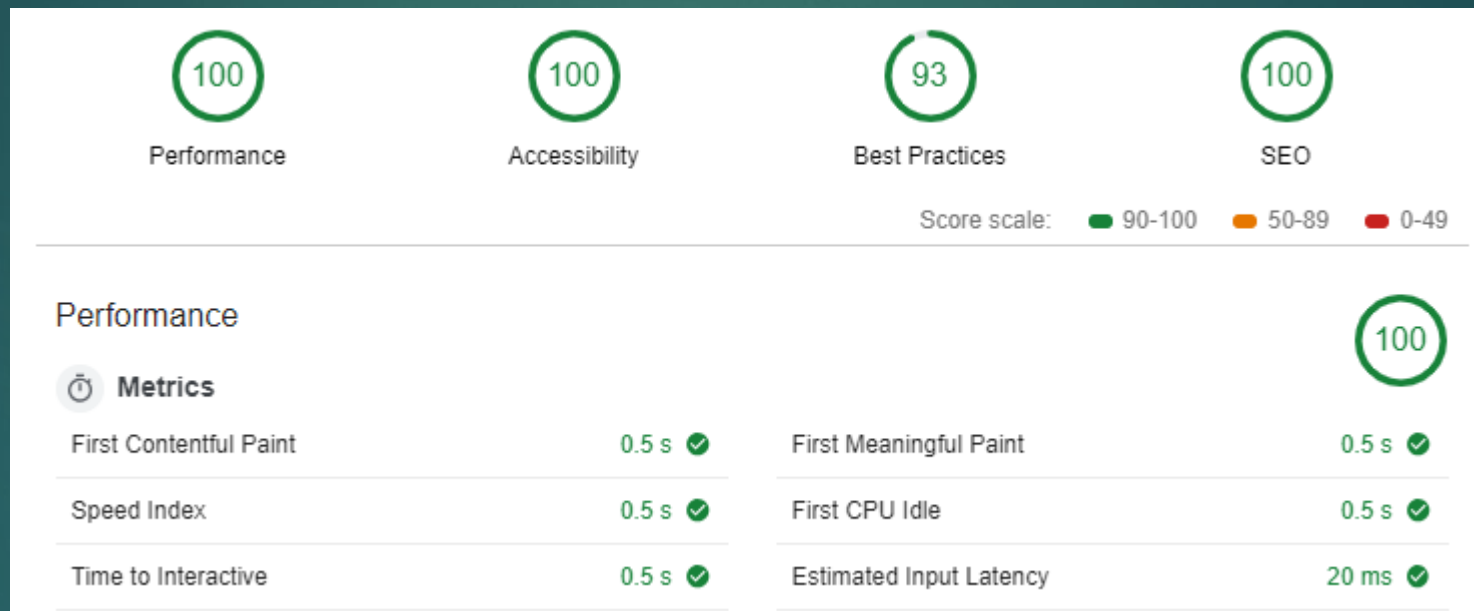 100 100 93 100
Performance Accessibility Best Practices SEO
Score scale: 90-100 50-89 0-49
Performance 100
Metrics
First Contentful Paint 0.5 s First Meaningful Paint 0.5 s
Speed Index 0.5 s First CPU Idle 0.5 s
Time to Interactive 0.5 s Estimated Input Latency 20 ms